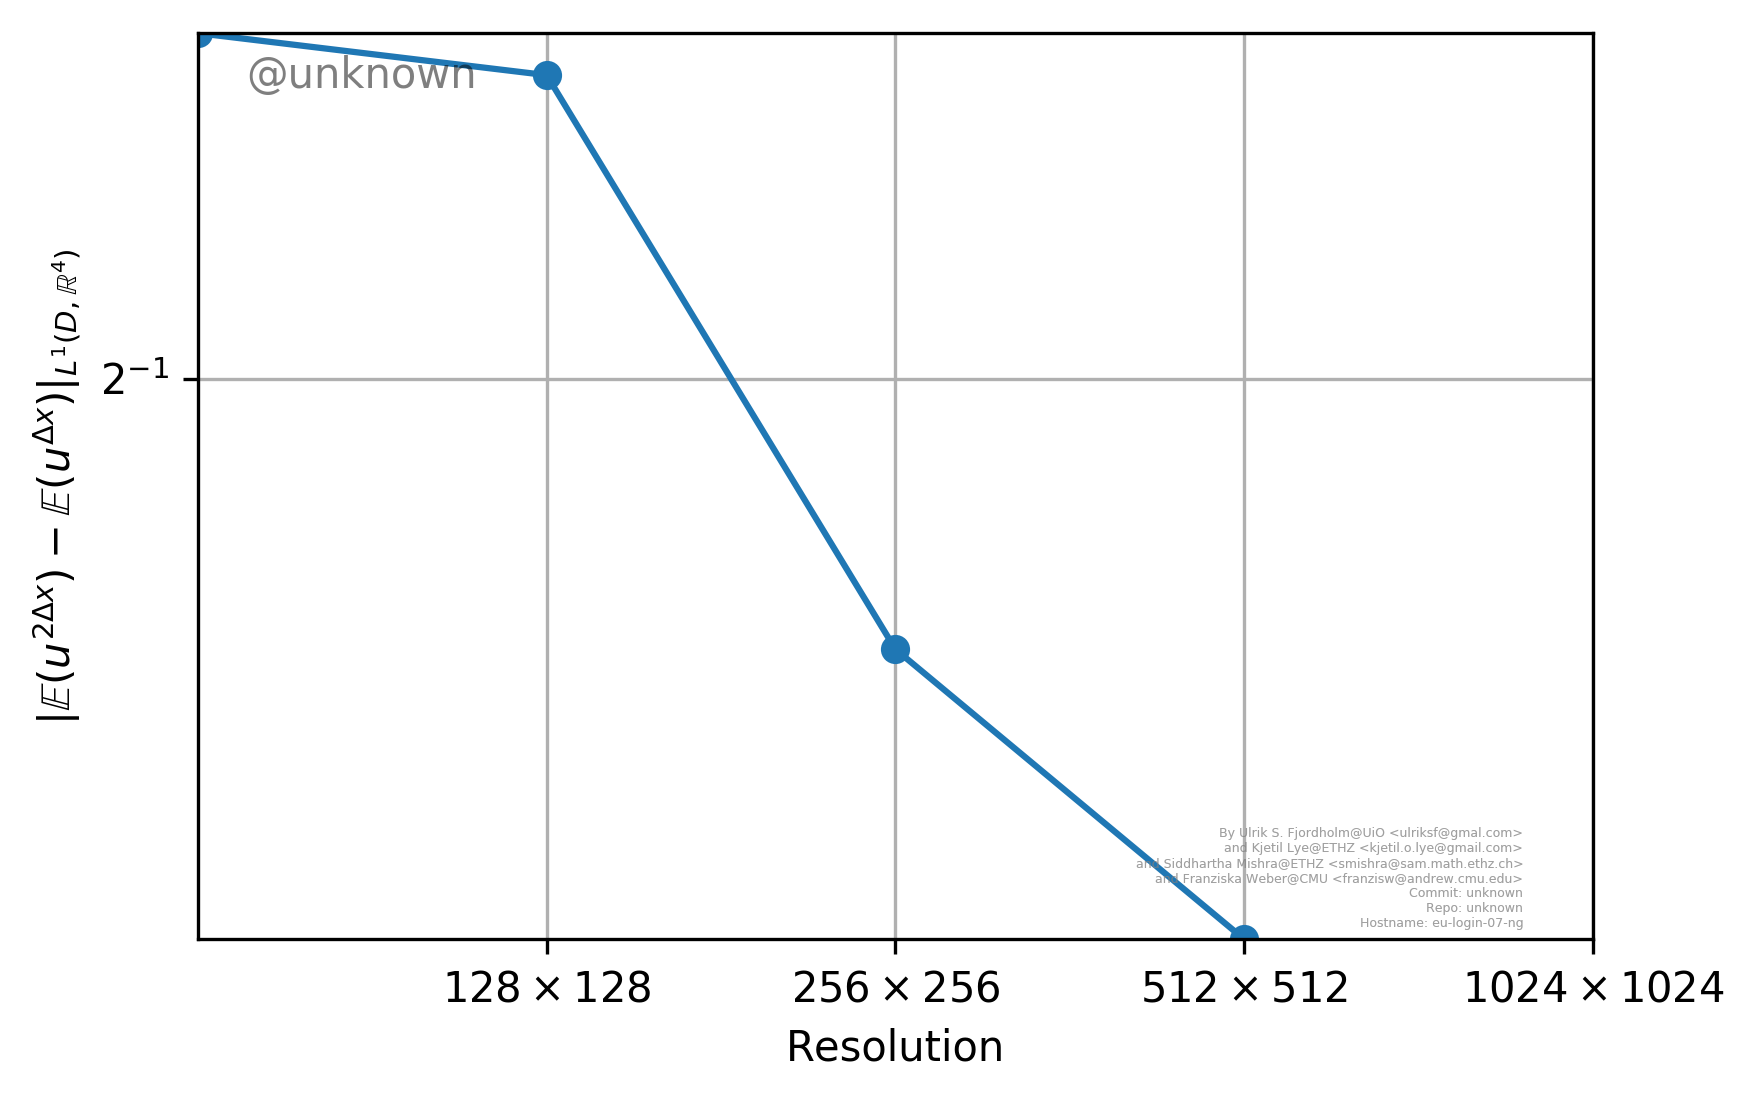 @unknown
|𝔼(u^{2Δx}) − 𝔼(u^{Δx})|_{L^1(D, ℝ^4)}
2^{−1}
By Ulrik S. Fjordholm@UiO <ulriksf@gmal.com>
and Kjetil Lye@ETHZ <kjetil.o.lye@gmail.com>
and Siddhartha Mishra@ETHZ <smishra@sam.math.ethz.ch>
and Franziska Weber@CMU <franzisw@andrew.cmu.edu>
Commit: unknown
Repo: unknown
Hostname: eu-login-07-ng
128 × 128 256 × 256 512 × 512 1024 × 1024
Resolution